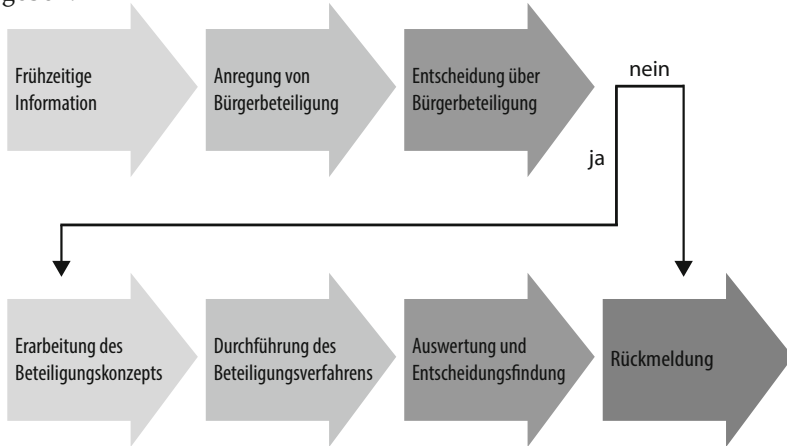 Frühzeitige
Information
Anregung von
Bürgerbeteiligung
Entscheidung über
Bürgerbeteiligung
nein
ja
Erarbeitung des
Beteiligungskonzepts
Durchführung des
Beteiligungsverfahrens
Auswertung und
Entscheidungsfindung
Rückmeldung